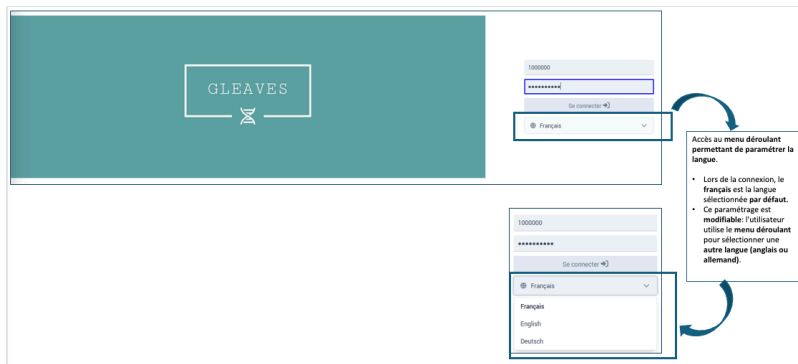 GLEAVES
1000000
••••••••••
Se connecter
Français
Accès au menu déroulant
permettant de paramétrer la
langue.
• Lors de la connexion, le
français est la langue
sélectionnée par défaut.
• Ce paramétrage est
modifiable: l'utilisateur
utilise le menu déroulant
pour sélectionner une
autre langue (anglais ou
allemand).
1000000
••••••••••
Se connecter
Français
Français
English
Deutsch